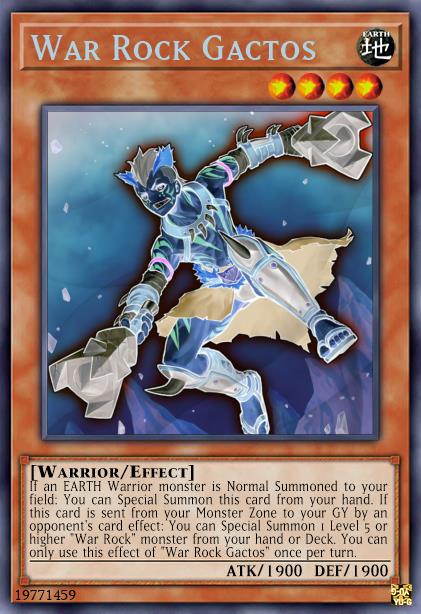 War Rock Gactos
EARTH
地
[Warrior/Effect]
If an EARTH Warrior monster is Normal Summoned to your
field: You can Special Summon this card from your hand. If
this card is sent from your Monster Zone to your GY by an
opponent's card effect: You can Special Summon 1 Level 5 or
higher "War Rock" monster from your hand or Deck. You can
only use this effect of "War Rock Gactos" once per turn.
ATK/1900 DEF/1900
19771459